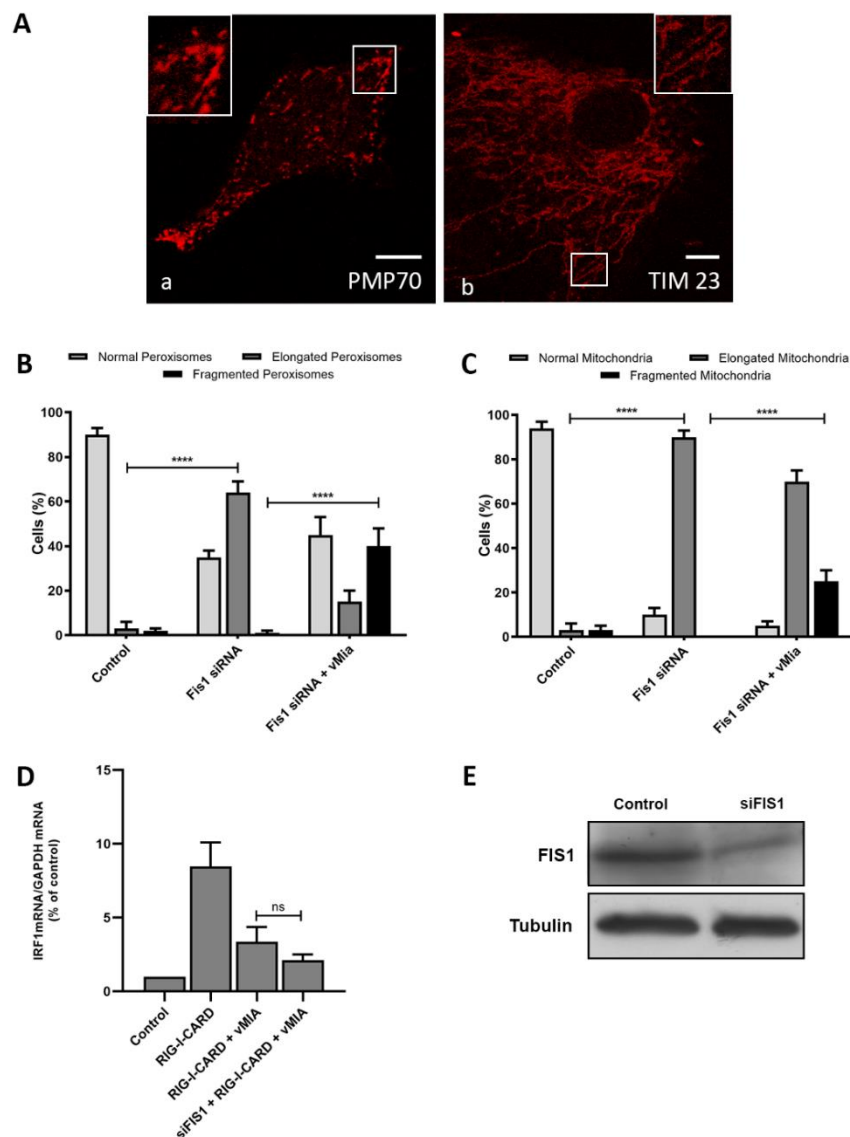 A
a
PMP70
b
TIM 23
B
Normal Peroxisomes
Elongated Peroxisomes
Fragmented Peroxisomes
100
80
60
40
20
0
Cells (%)
****
****
Control
Fis1 siRNA
Fis1 siRNA + vMia
C
Normal Mitochondria
Elongated Mitochondria
Fragmented Mitochondria
100
80
60
40
20
0
Cells (%)
****
****
Control
Fis1 siRNA
Fis1 siRNA + vMia
D
15
10
5
0
IRF1mRNA/GAPDH mRNA
(% of control)
ns
Control
RIG-I-CARD
RIG-I-CARD + vMIA
siFIS1 + RIG-I-CARD + vMIA
E
Control
siFIS1
FIS1
Tubulin